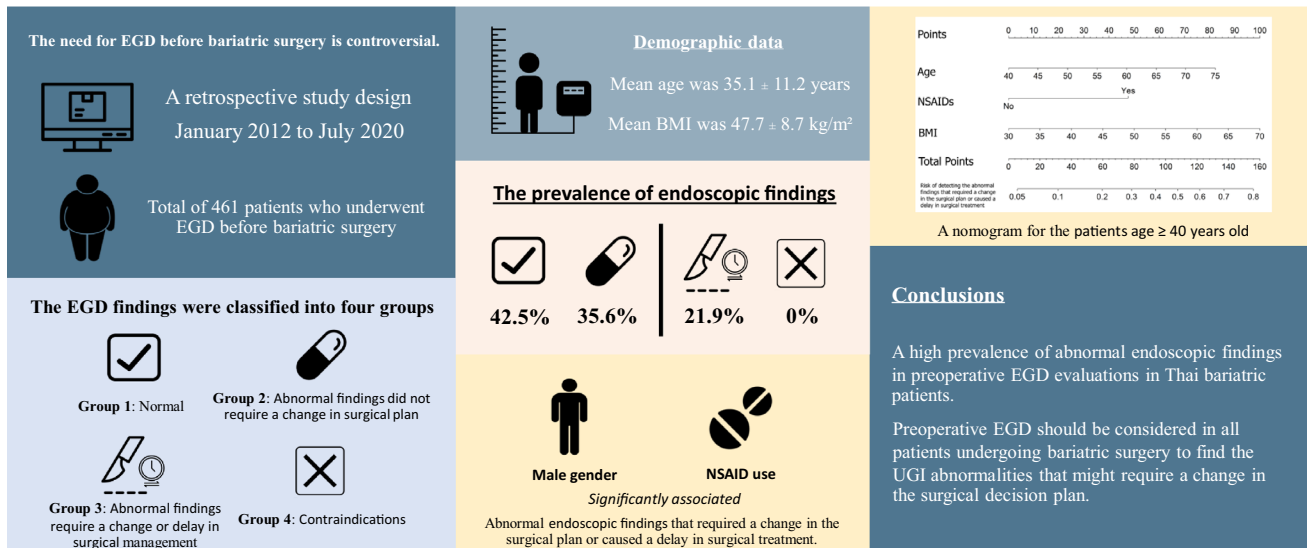 The need for EGD before bariatric surgery is controversial.
A retrospective study design
January 2012 to July 2020
Total of 461 patients who underwent
EGD before bariatric surgery
The EGD findings were classified into four groups
Group 1: Normal
Group 2: Abnormal findings did not
require a change in surgical plan
Group 3: Abnormal findings
require a change or delay in
surgical management
Group 4: Contraindications
Demographic data
Mean age was 35.1 ± 11.2 years
Mean BMI was 47.7 ± 8.7 kg/m²
The prevalence of endoscopic findings
42.5% 35.6% 21.9% 0%
Male gender NSAID use
Significantly associated
Abnormal endoscopic findings that required a change in the
surgical plan or caused a delay in surgical treatment.
Points 0 10 20 30 40 50 60 70 80 90 100
Age 40 45 50 55 60 65 70 75
Yes
NSAIDs
No
BMI 30 35 40 45 50 55 60 65 70
Total Points 0 20 40 60 80 100 120 140 160
Risk of detecting the abnormal
findings that required a change
in the surgical plan or caused a
delay in surgical treatment
0.05 0.1 0.2 0.3 0.4 0.5 0.6 0.7 0.8
A nomogram for the patients age ≥ 40 years old
Conclusions
A high prevalence of abnormal endoscopic findings
in preoperative EGD evaluations in Thai bariatric
patients.
Preoperative EGD should be considered in all
patients undergoing bariatric surgery to find the
UGI abnormalities that might require a change in
the surgical decision plan.